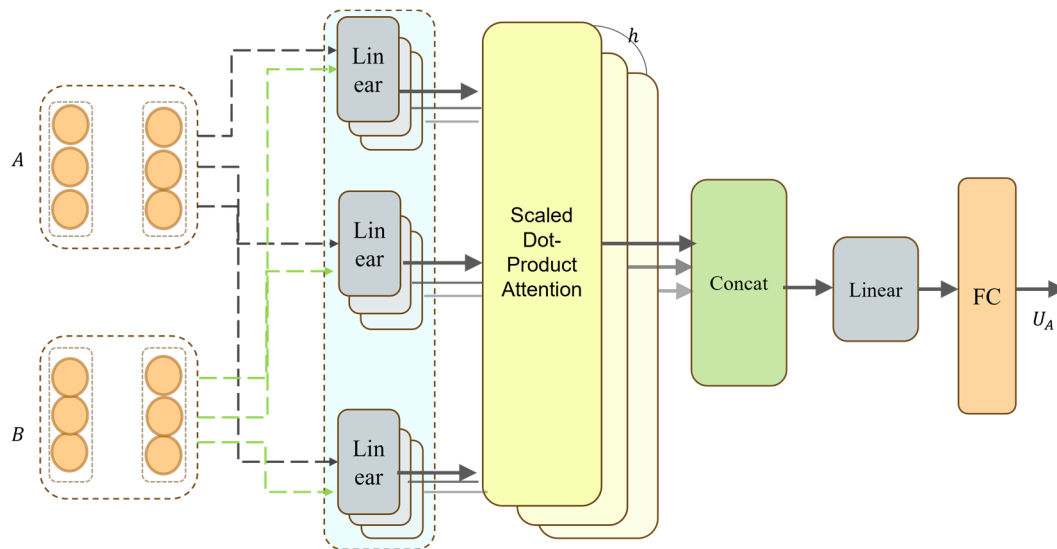 h
Lin
ear
A
Lin
ear
Scaled
Dot-
Product
Attention
Concat
Linear
FC
U_A
B
Lin
ear